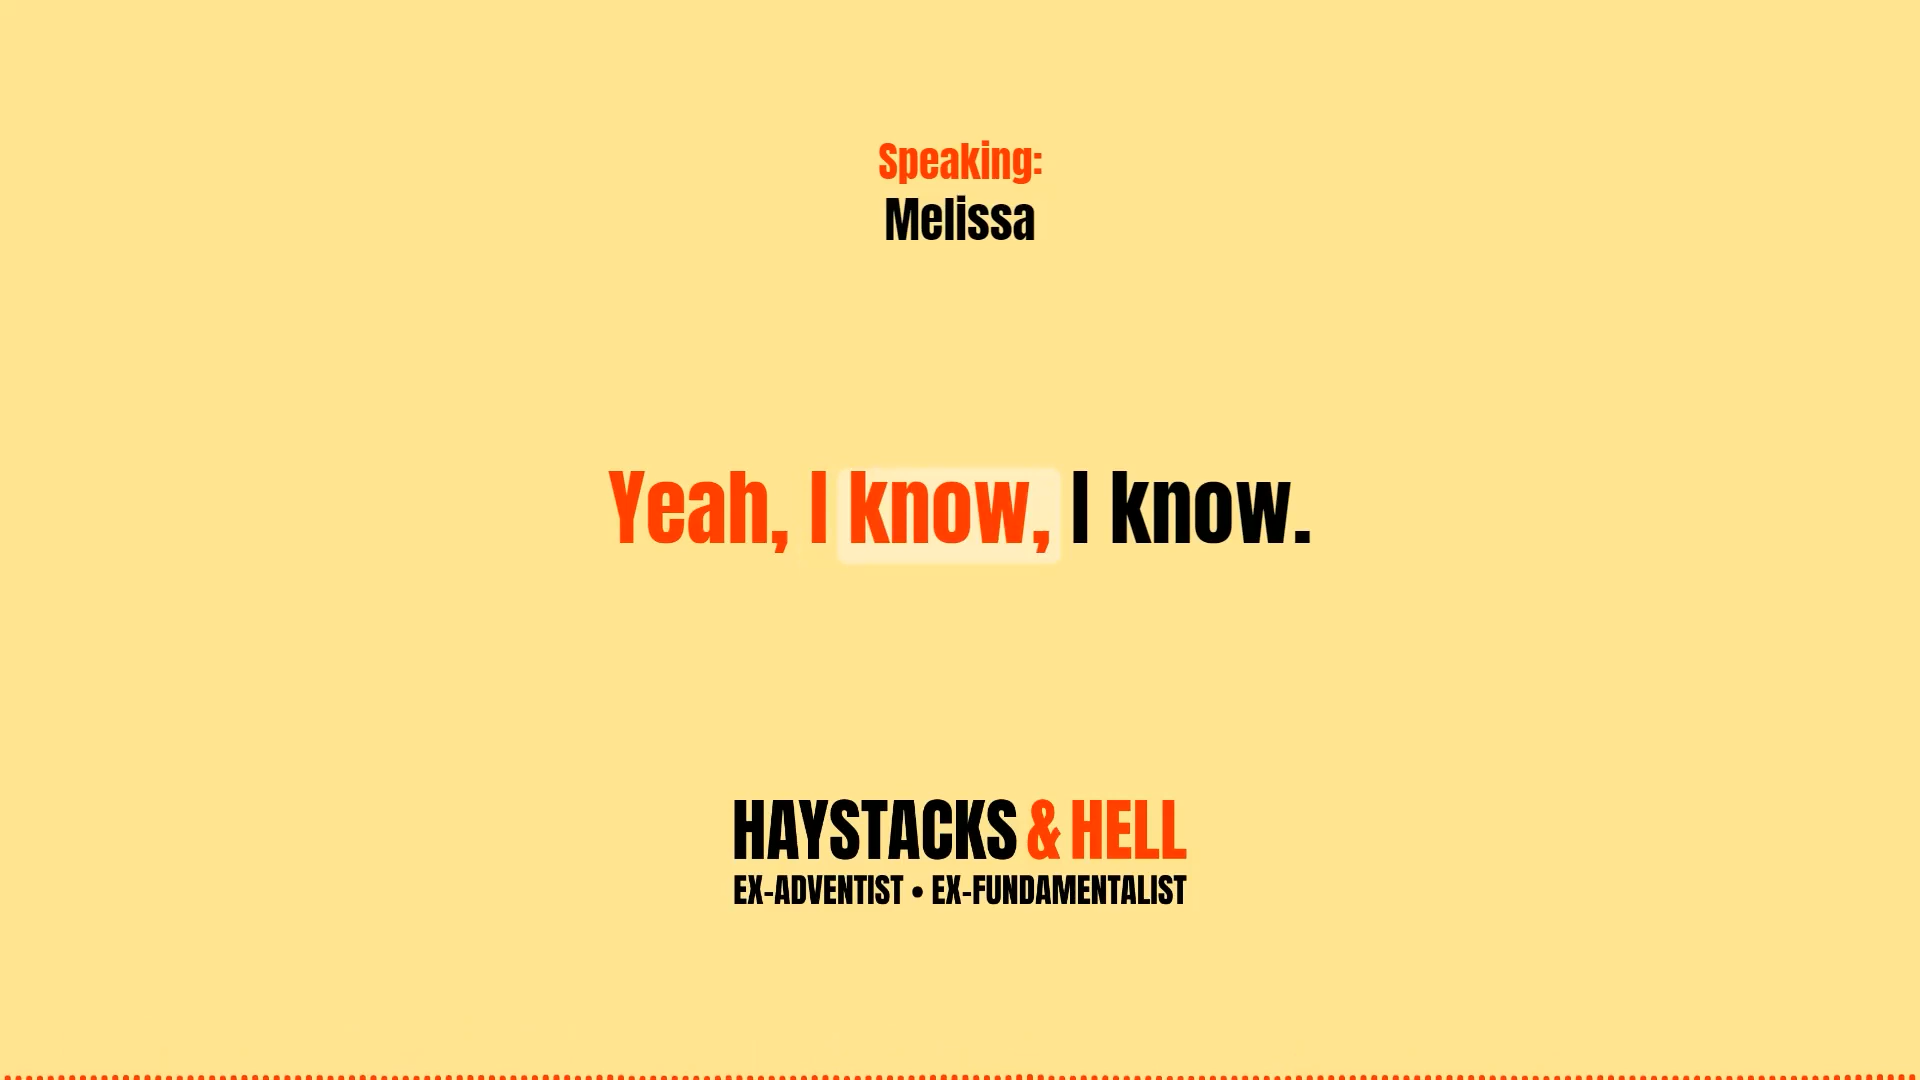 Speaking:
Melissa
Yeah, I know, I know.
HAYSTACKS & HELL
EX-ADVENTIST • EX-FUNDAMENTALIST